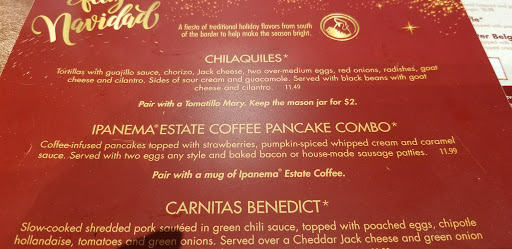 Feliz
Navidad
A fiesta of traditional holiday flavors from south
of the border to help make the season bright.
CHILAQUILES*
Tortillas with guajillo sauce, chorizo, Jack cheese, two over-medium eggs, red onions, radishes, goat
cheese and cilantro. Sides of sour cream and guacamole. Served with black beans with goat
cheese and cilantro. 11.49
Pair with a Tomatillo Mary. Keep the mason jar for $2.
IPANEMA® ESTATE COFFEE PANCAKE COMBO*
Coffee-infused pancakes topped with strawberries, pumpkin-spiced whipped cream and caramel
sauce. Served with two eggs any style and baked bacon or house-made sausage patties. 11.99
Pair with a mug of Ipanema® Estate Coffee.
CARNITAS BENEDICT*
Slow-cooked shredded pork sautéed in green chili sauce, topped with poached eggs, chipotle
hollandaise, tomatoes and green onions. Served over a Cheddar Jack cheese and green onion